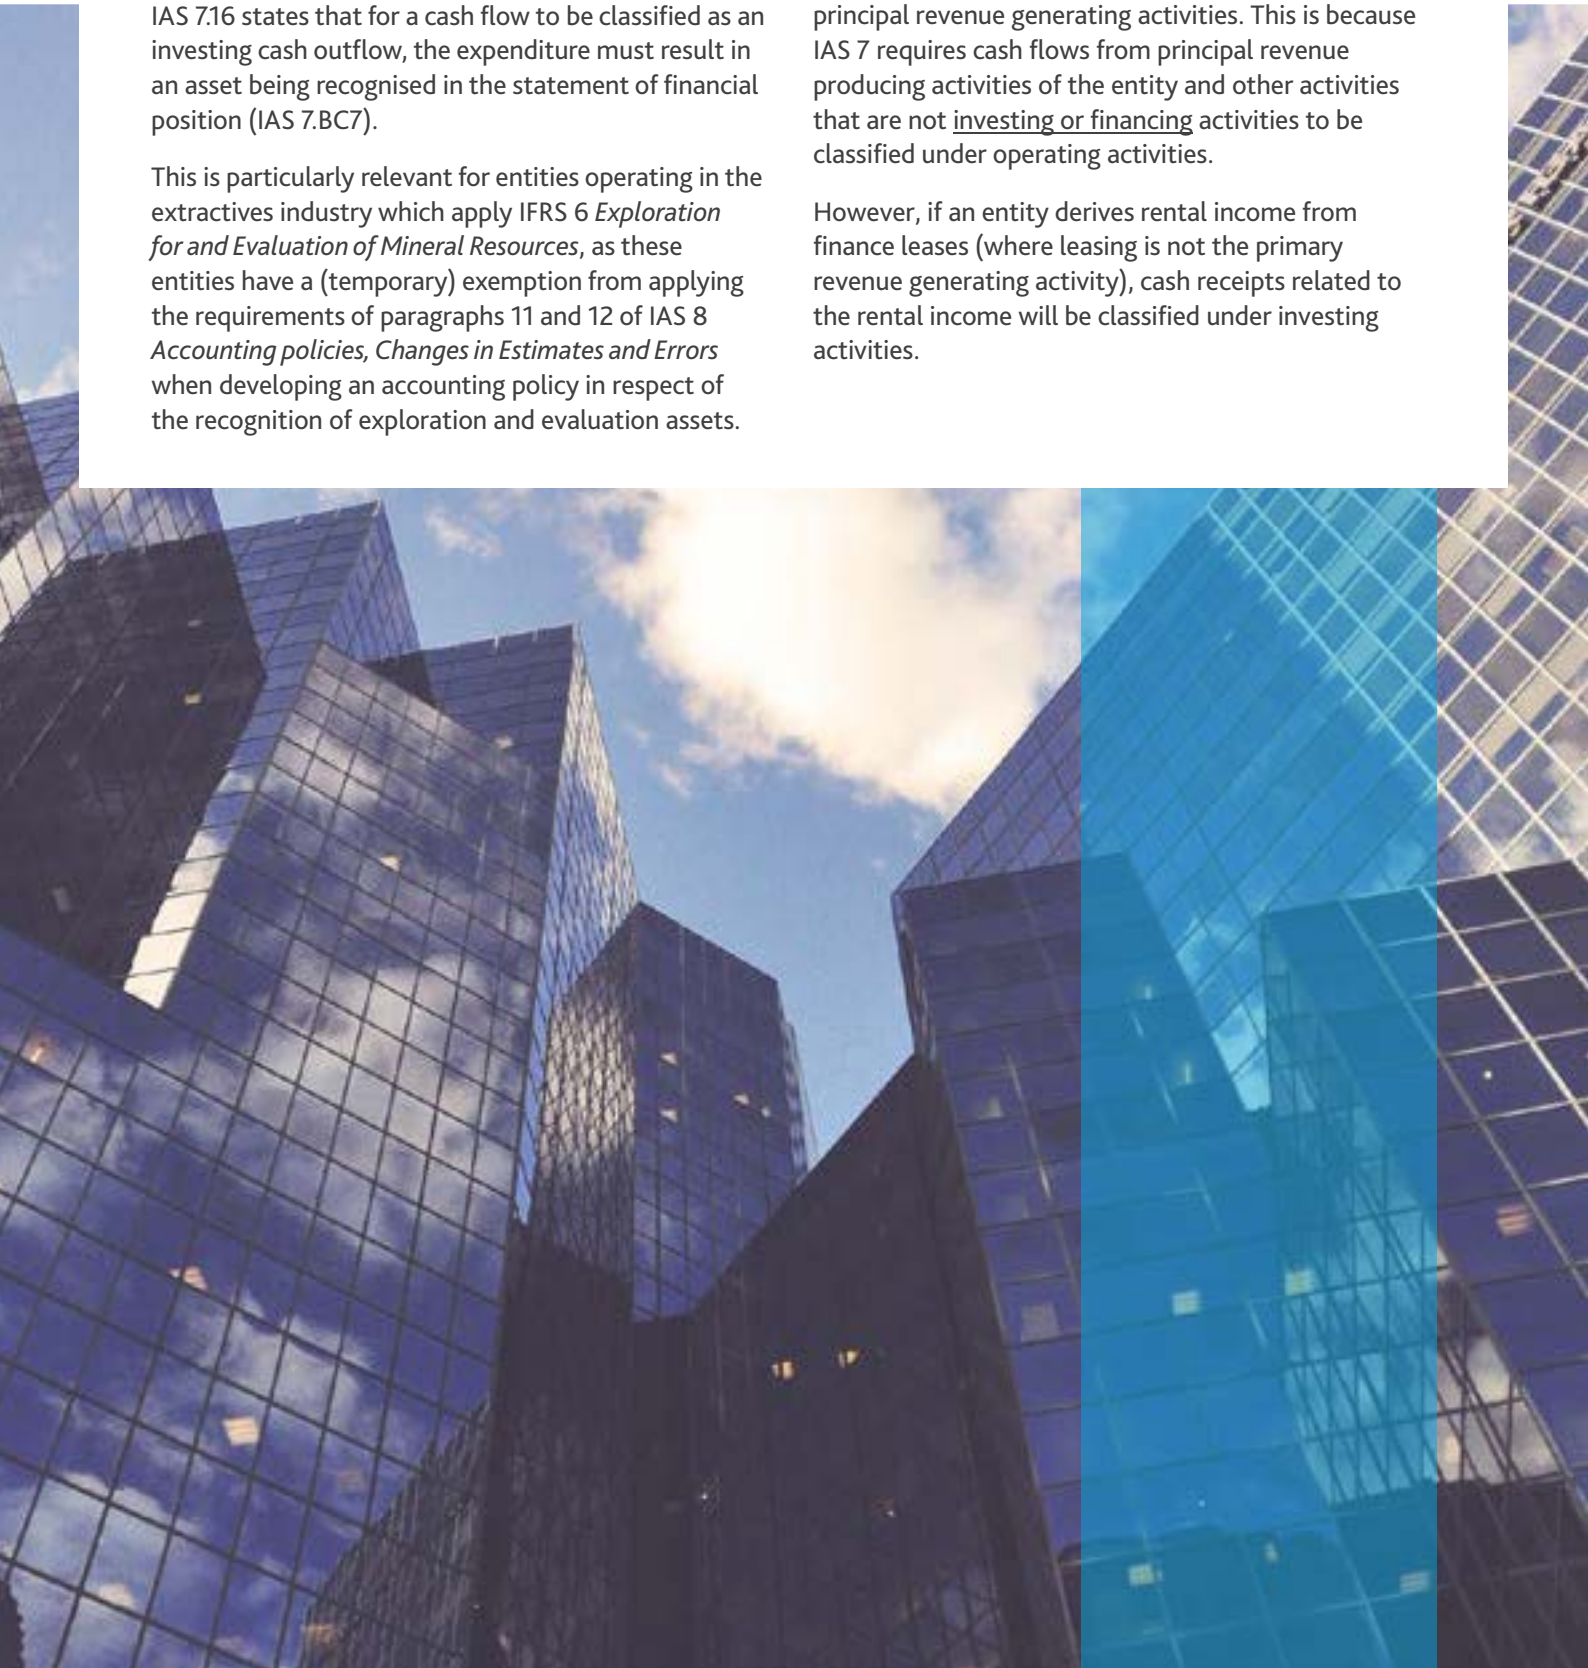 IAS 7.16 states that for a cash flow to be classified as an
investing cash outflow, the expenditure must result in
an asset being recognised in the statement of financial
position (IAS 7.BC7).
This is particularly relevant for entities operating in the
extractives industry which apply IFRS 6 Exploration
for and Evaluation of Mineral Resources, as these
entities have a (temporary) exemption from applying
the requirements of paragraphs 11 and 12 of IAS 8
Accounting policies, Changes in Estimates and Errors
when developing an accounting policy in respect of
the recognition of exploration and evaluation assets.
principal revenue generating activities. This is because
IAS 7 requires cash flows from principal revenue
producing activities of the entity and other activities
that are not investing or financing activities to be
classified under operating activities.
However, if an entity derives rental income from
finance leases (where leasing is not the primary
revenue generating activity), cash receipts related to
the rental income will be classified under investing
activities.